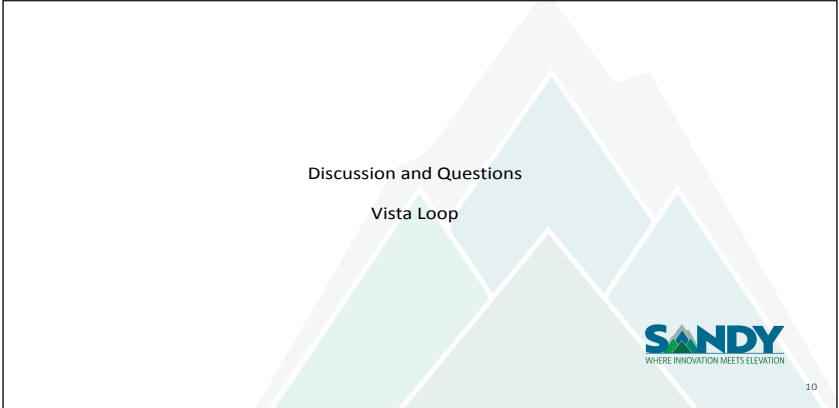 Discussion and Questions
Vista Loop
SANDY
WHERE INNOVATION MEETS ELEVATION
10